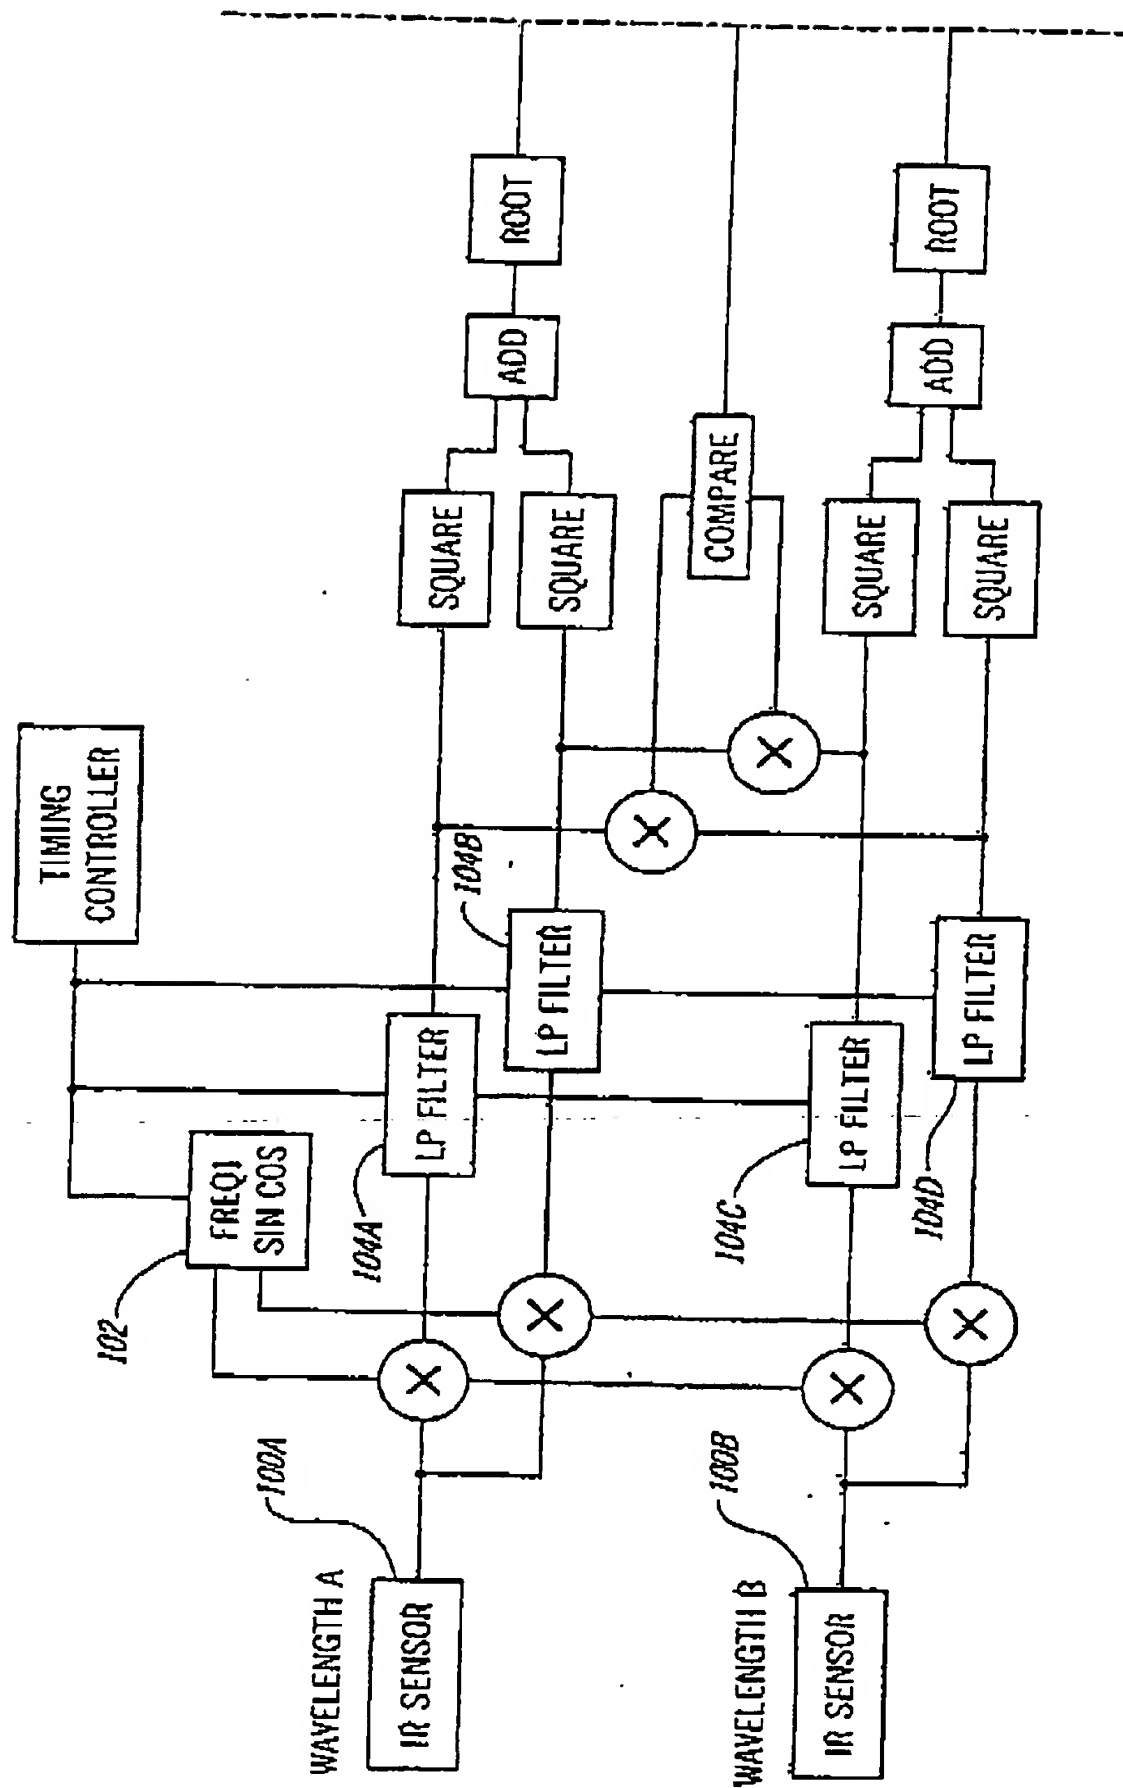 TIMING
CONTROLLER
102
FREQ1
SIN COS
WAVELENGTH A
100A
IR SENSOR
104A
LP FILTER
104B
LP FILTER
SQUARE
SQUARE
ADD
ROOT
COMPARE
WAVELENGTH B
100B
IR SENSOR
104C
LP FILTER
104D
LP FILTER
SQUARE
SQUARE
ADD
ROOT
X
X
X
X
X
X